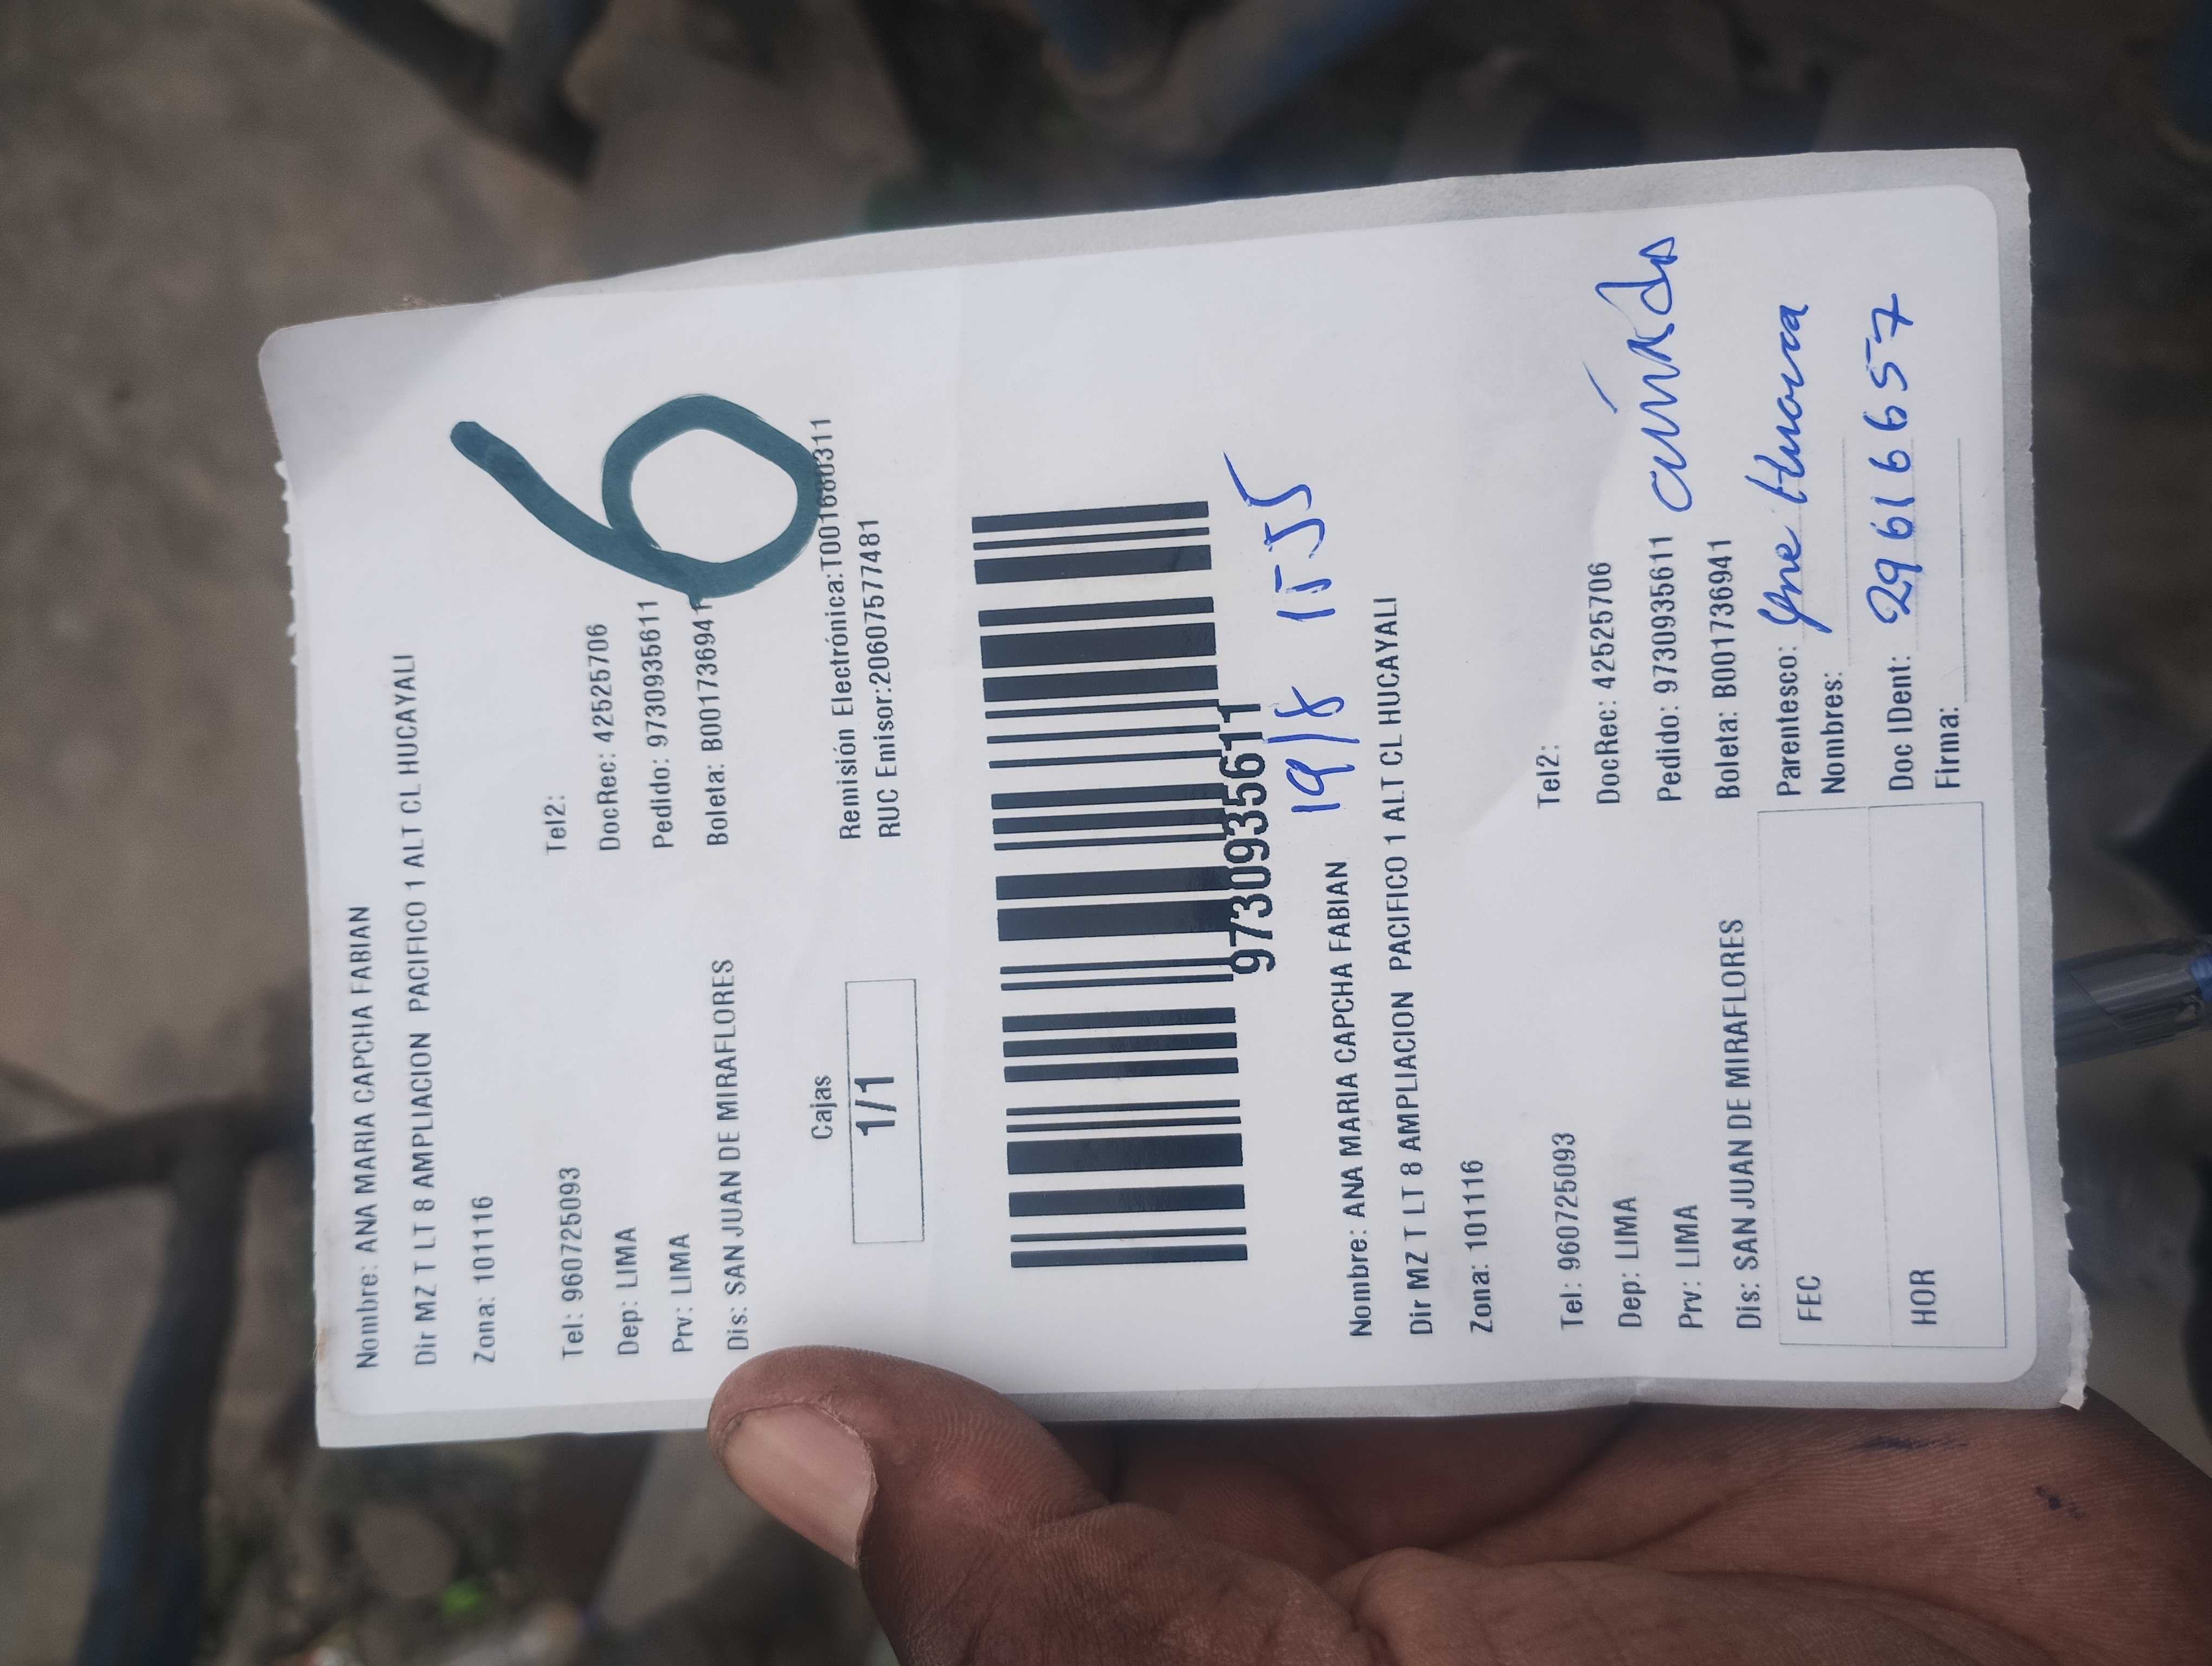 Nombre: ANA MARIA CAPCHA FABIAN
Dir MZ T LT 8 AMPLIACION PACIFICO 1 ALT CL HUCAYALI
Zona: 101116
6
Tel: 960725093 Tel2:
Dep: LIMA DocRec: 42525706
Prv: LIMA Pedido: 9730935611
Dis: SAN JUAN DE MIRAFLORES Boleta: B001736941
Cajas
1/1
Remisión Electrónica:T001680311
RUC Emisor:20607577481
9730935611
19/8 15 55
Nombre: ANA MARIA CAPCHA FABIAN
Dir MZ T LT 8 AMPLIACION PACIFICO 1 ALT CL HUCAYALI
Zona: 101116
Tel: 960725093 Tel2:
Dep: LIMA DocRec: 42525706
Prv: LIMA Pedido: 9730935611
Dis: SAN JUAN DE MIRAFLORES Boleta: B001736941
FEC
HOR
Parentesco:
Nombres:
Doc IDent: 29616657
Firma: